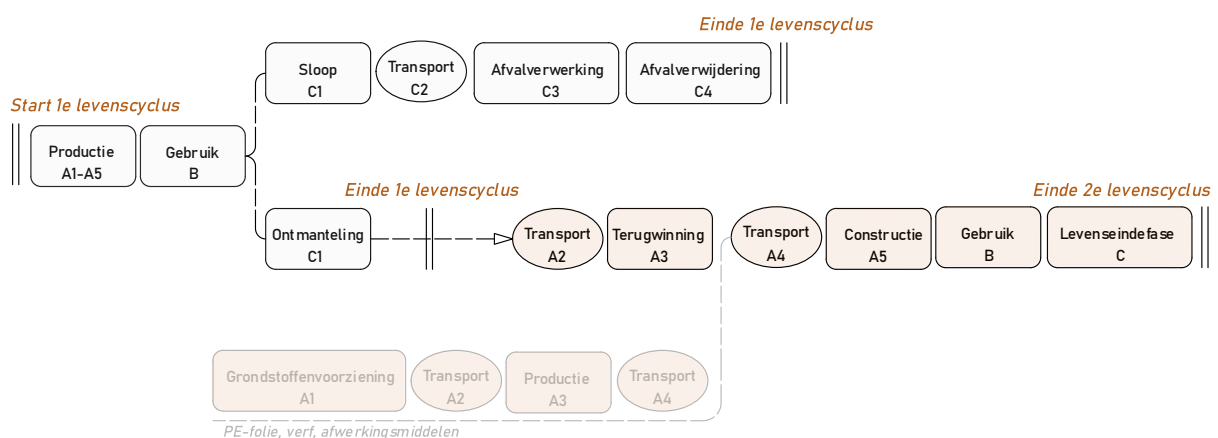 Einde 1e levenscyclus
Sloop
C1
Transport
C2
Afvalverwerking
C3
Afvalverwijdering
C4
Start 1e levenscyclus
Productie
A1-A5
Gebruik
B
Einde 1e levenscyclus
Einde 2e levenscyclus
Ontmanteling
C1
Transport
A2
Terugwinning
A3
Transport
A4
Constructie
A5
Gebruik
B
Levenseindefase
C
Grondstoffenvoorziening
A1
Transport
A2
Productie
A3
Transport
A4
PE-folie, verf, afwerkingsmiddelen